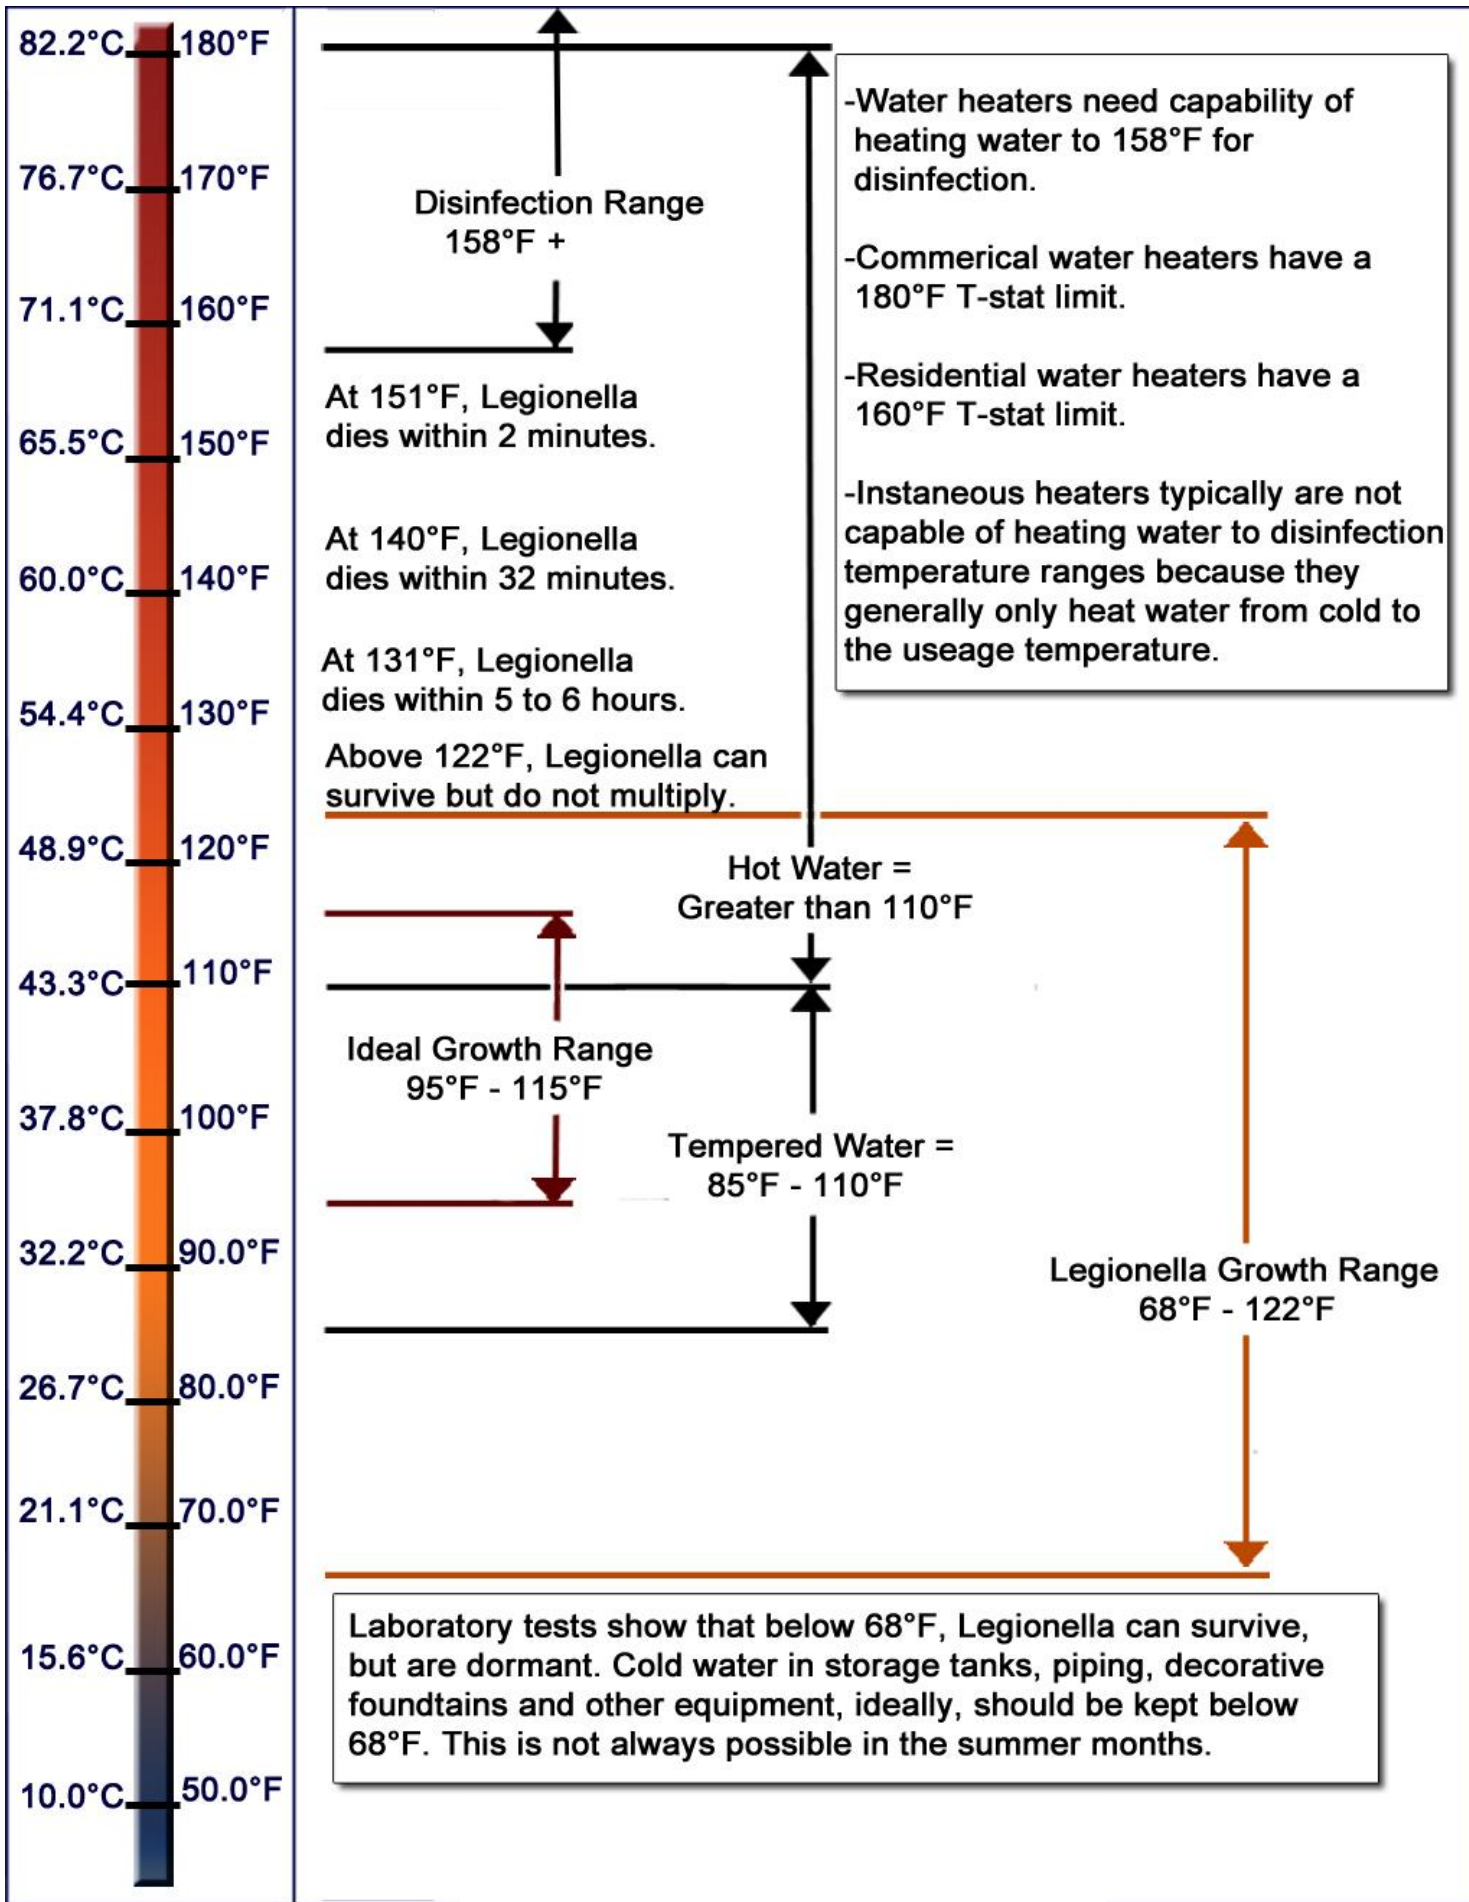 82.2°C 180°F
76.7°C 170°F
71.1°C 160°F
65.5°C 150°F
60.0°C 140°F
54.4°C 130°F
48.9°C 120°F
43.3°C 110°F
37.8°C 100°F
32.2°C 90.0°F
26.7°C 80.0°F
21.1°C 70.0°F
15.6°C 60.0°F
10.0°C 50.0°F
Disinfection Range
158°F +
At 151°F, Legionella
dies within 2 minutes.
At 140°F, Legionella
dies within 32 minutes.
At 131°F, Legionella
dies within 5 to 6 hours.
Above 122°F, Legionella can
survive but do not multiply.
-Water heaters need capability of
heating water to 158°F for
disinfection.
-Commerical water heaters have a
180°F T-stat limit.
-Residential water heaters have a
160°F T-stat limit.
-Instaneous heaters typically are not
capable of heating water to disinfection
temperature ranges because they
generally only heat water from cold to
the useage temperature.
Hot Water =
Greater than 110°F
Ideal Growth Range
95°F - 115°F
Tempered Water =
85°F - 110°F
Legionella Growth Range
68°F - 122°F
Laboratory tests show that below 68°F, Legionella can survive,
but are dormant. Cold water in storage tanks, piping, decorative
foundtains and other equipment, ideally, should be kept below
68°F. This is not always possible in the summer months.